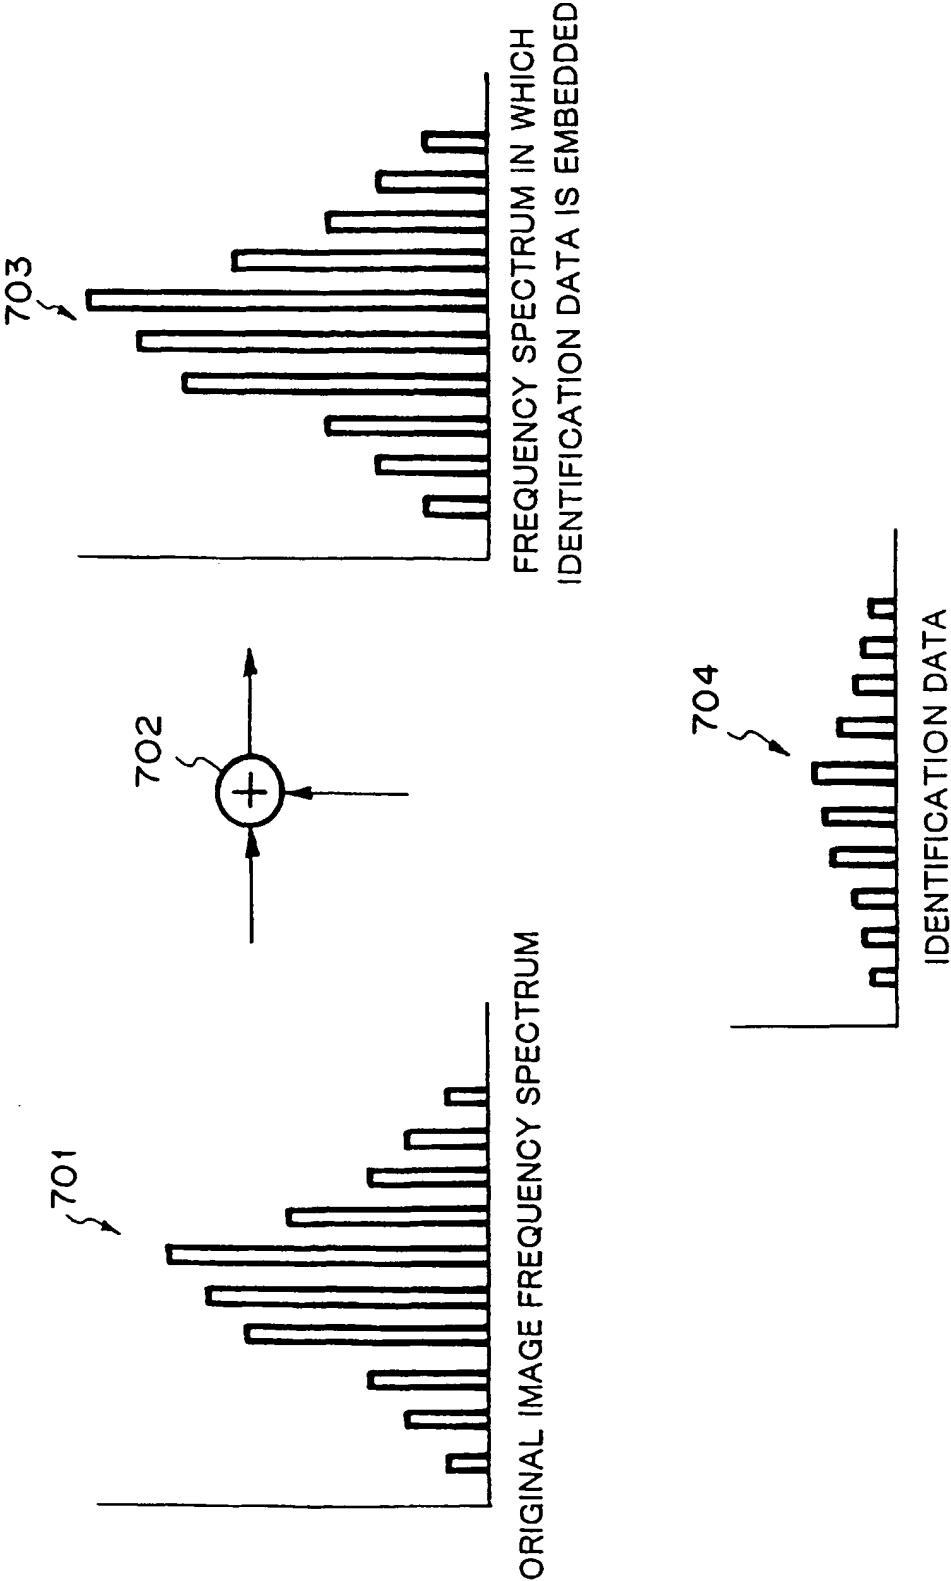 701
ORIGINAL IMAGE FREQUENCY SPECTRUM
702
+
703
FREQUENCY SPECTRUM IN WHICH
IDENTIFICATION DATA IS EMBEDDED
704
IDENTIFICATION DATA